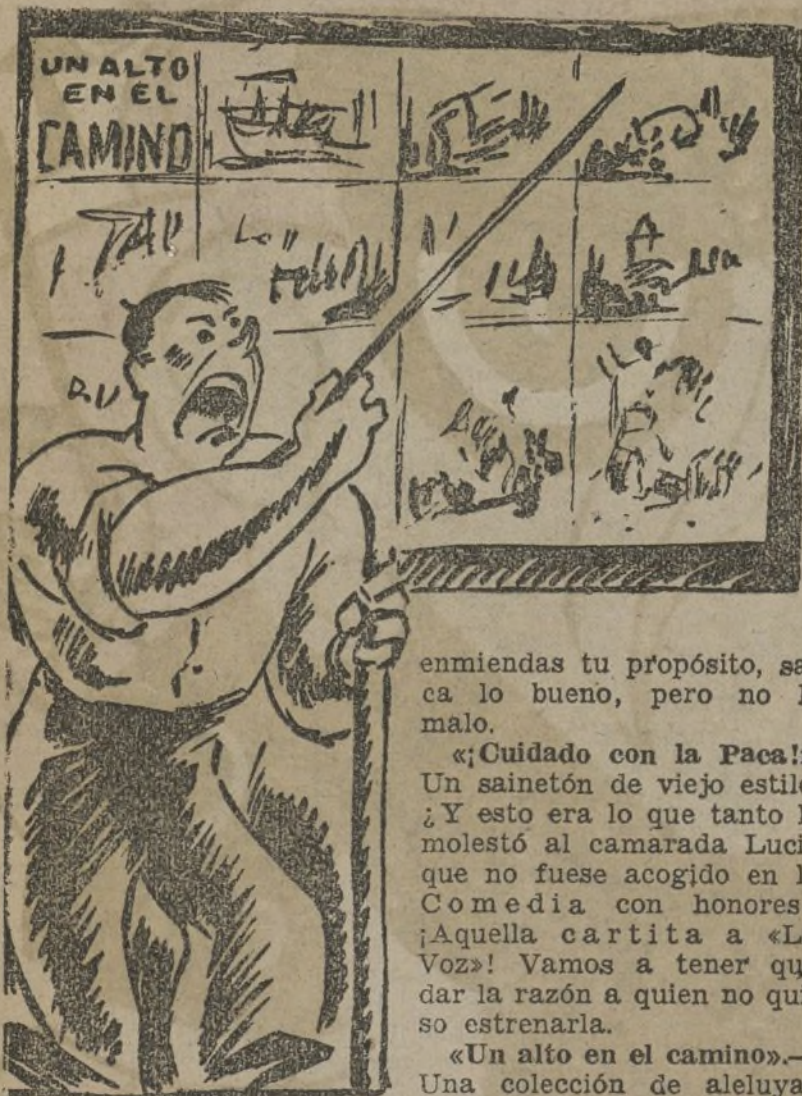 UN ALTO
EN EL
CAMINO
enmiendas tu propósito, sa
ca lo bueno, pero no l
malo.
«¡Cuidado con la Paca!
Un sainetón de viejo estilo
¿Y esto era lo que tanto l
molestó al camarada Luci
que no fuese acogido en l
Comedia con honores
¡Aquella cartita a «L
Voz»! Vamos a tener qu
dar la razón a quien no qui
so estrenarla.
«Un alto en el camino».—
Una colección de aleluya